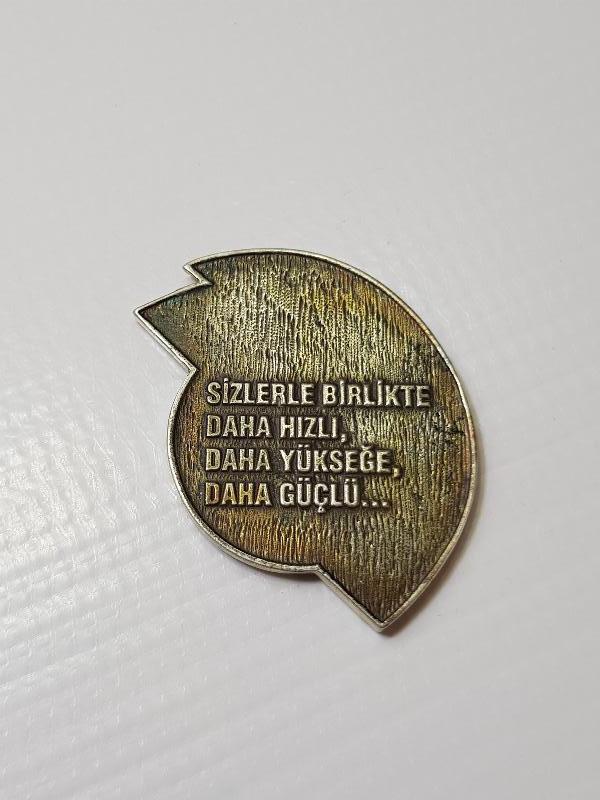 SİZLERLE BİRLİKTE
DAHA HIZLI,
DAHA YÜKSEĞE,
DAHA GÜÇLÜ...